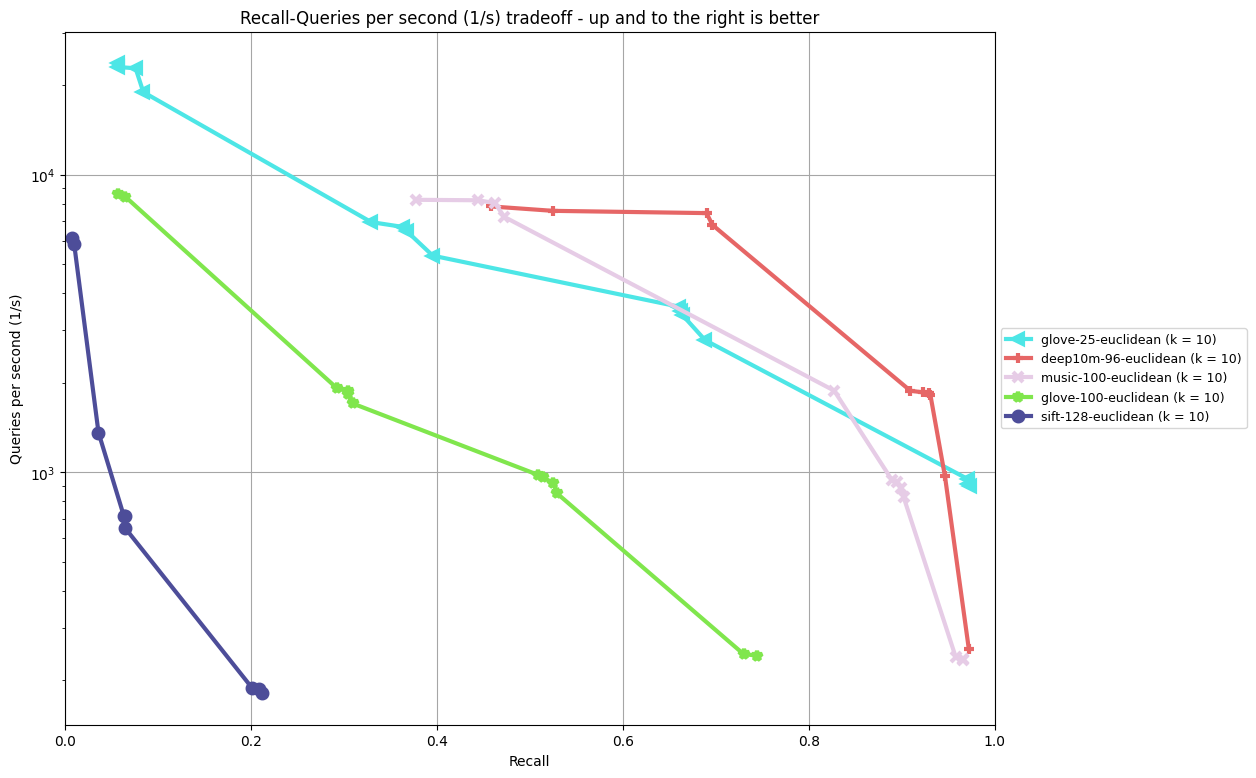 Recall-Queries per second (1/s) tradeoff - up and to the right is better
Queries per second (1/s)
10⁴
10³
0.0
0.2
0.4
0.6
0.8
1.0
Recall
glove-25-euclidean (k = 10)
deep10m-96-euclidean (k = 10)
music-100-euclidean (k = 10)
glove-100-euclidean (k = 10)
sift-128-euclidean (k = 10)